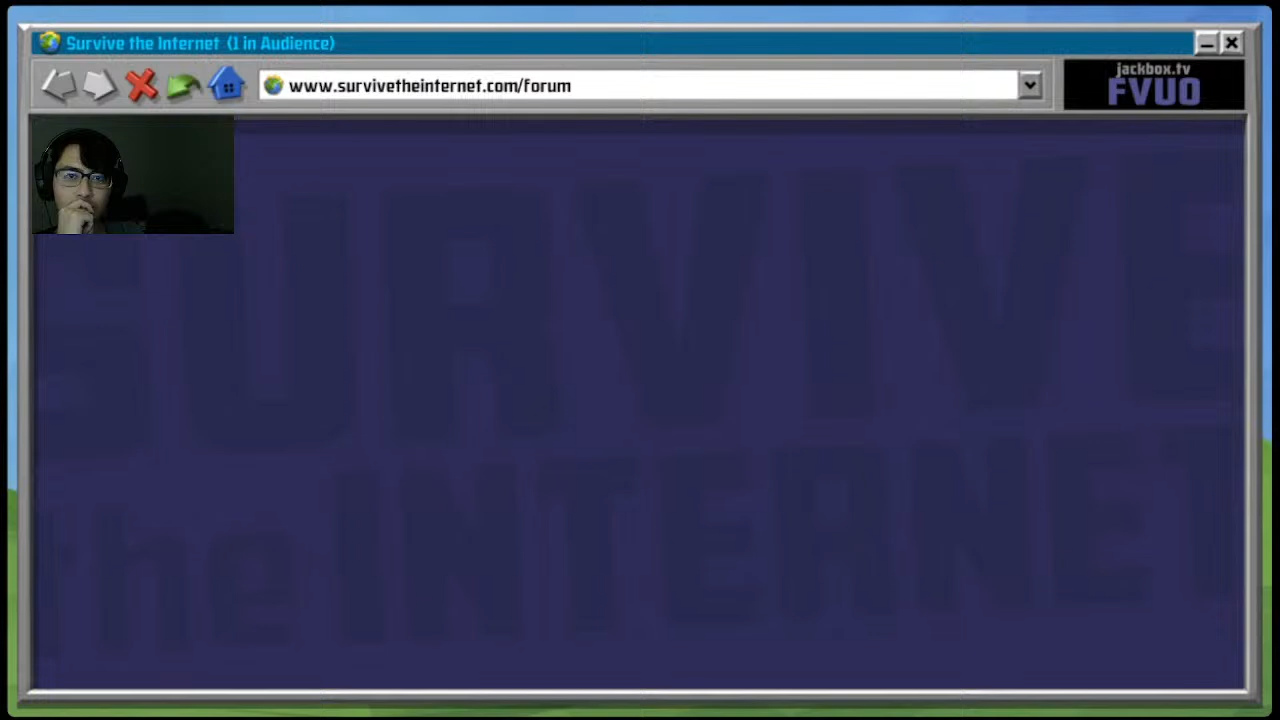 Survive the Internet (1 in Audience)
www.survivetheinternet.com/forum
jackbox.tv
FVUO
SURVIVE
the INTERNET